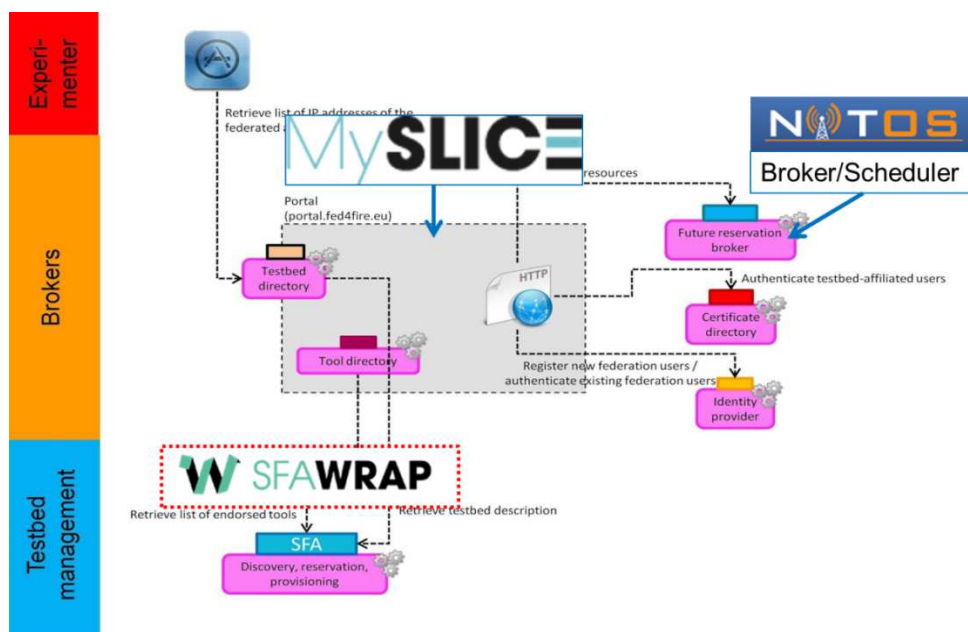 Experi-
menter
Brokers
Testbed
management
Retrieve list of IP addresses of the
federated
MySLICE
resources
NITOS
Broker/Scheduler
Portal
(portal.fed4fire.eu)
Future reservation
broker
Testbed
directory
HTTP
Authenticate testbed-affiliated users
Certificate
directory
Tool directory
Register new federation users /
authenticate existing federation users
Identity
provider
SFAWRAP
Retrieve list of endorsed tools
Retrieve testbed description
SFA
Discovery, reservation,
provisioning